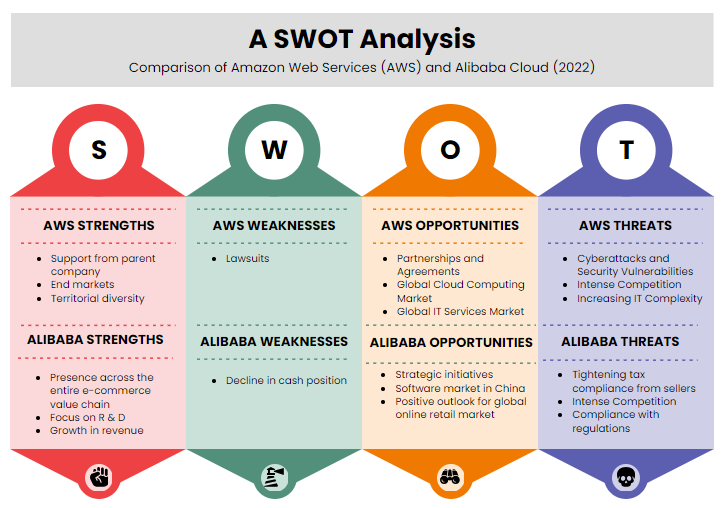 A SWOT Analysis
Comparison of Amazon Web Services (AWS) and Alibaba Cloud (2022)
S
W
O
T
AWS STRENGTHS
• Support from parent
company
• End markets
• Territorial diversity
ALIBABA STRENGTHS
• Presence across the
entire e-commerce
value chain
• Focus on R & D
• Growth in revenue
AWS WEAKNESSES
• Lawsuits
ALIBABA WEAKNESSES
• Decline in cash position
AWS OPPORTUNITIES
• Partnerships and
Agreements
• Global Cloud Computing
Market
• Global IT Services Market
ALIBABA OPPORTUNITIES
• Strategic initiatives
• Software market in China
• Positive outlook for global
online retail market
AWS THREATS
• Cyberattacks and
Security Vulnerabilities
• Intense Competition
• Increasing IT Complexity
ALIBABA THREATS
• Tightening tax
compliance from sellers
• Intense Competition
• Compliance with
regulations